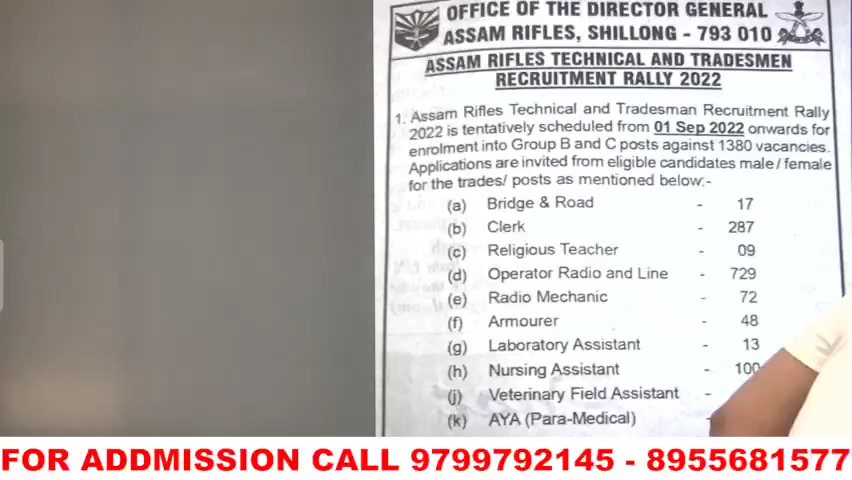 OFFICE OF THE DIRECTOR GENERAL
ASSAM RIFLES, SHILLONG - 793 010
ASSAM RIFLES TECHNICAL AND TRADESMEN
RECRUITMENT RALLY 2022
1. Assam Rifles Technical and Tradesman Recruitment Rally
2022 is tentatively scheduled from 01 Sep 2022 onwards for
enrolment into Group B and C posts against 1380 vacancies.
Applications are invited from eligible candidates male / female
for the trades/ posts as mentioned below:-
(a) Bridge & Road - 17
(b) Clerk - 287
(c) Religious Teacher - 09
(d) Operator Radio and Line - 729
(e) Radio Mechanic - 72
(f) Armourer - 48
(g) Laboratory Assistant - 13
(h) Nursing Assistant - 100
(j) Veterinary Field Assistant -
(k) AYA (Para-Medical) -
FOR ADDMISSION CALL 9799792145 - 8955681577